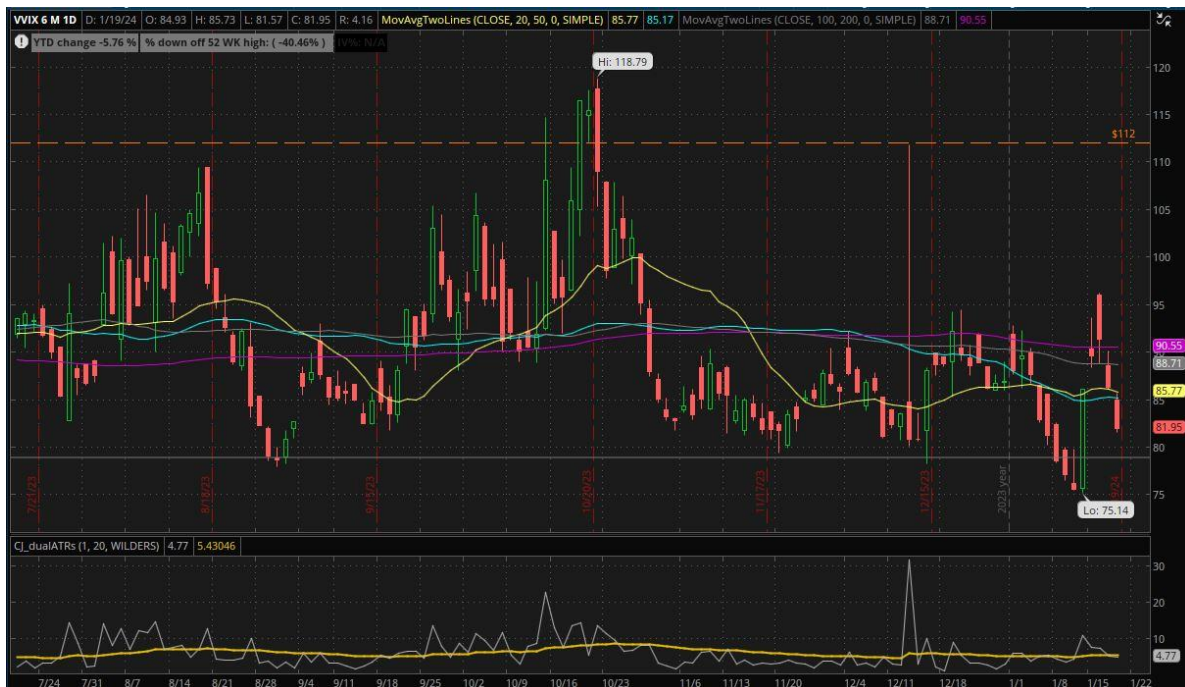 VVIX 6 M 1D D: 1/19/24 O: 84.93 H: 85.73 L: 81.57 C: 81.95 R: 4.16 MovAvgTwoLines (CLOSE, 20, 50, 0, SIMPLE) 85.77 85.17 MovAvgTwoLines (CLOSE, 100, 200, 0, SIMPLE) 88.71 90.55
YTD change -5.76 % % down off 52 WK high: ( -40.46% ) IV%: N/A
Hi: 118.79
120
115
$112
110
105
100
95
90.55
90
88.71
85.77
85
81.95
80
75
Lo: 75.14
7/21/23 8/18/23 9/15/23 10/20/23 11/17/23 12/15/23 2023 year 9/24
CJ_dualATRs (1, 20, WILDERS) 4.77 5.43046
30
20
10
4.77
7/24 7/31 8/7 8/14 8/21 8/28 9/4 9/11 9/18 9/25 10/2 10/9 10/16 10/23 11/6 11/13 11/20 12/4 12/11 12/18 1/1 1/8 1/15 1/22